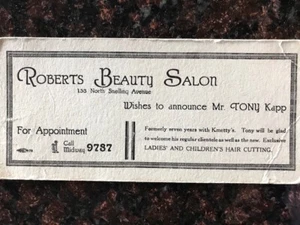 ROBERTS BEAUTY SALON
133 North Snelling Avenue
Wishes to announce Mr. TONY Kapp
For Appointment
Call
Midway 9787
Formerly seven years with Kmetty's. Tony will be glad
to welcome his regular clientele as well as the new. Exclusive
LADIES' AND CHILDREN'S HAIR CUTTING.